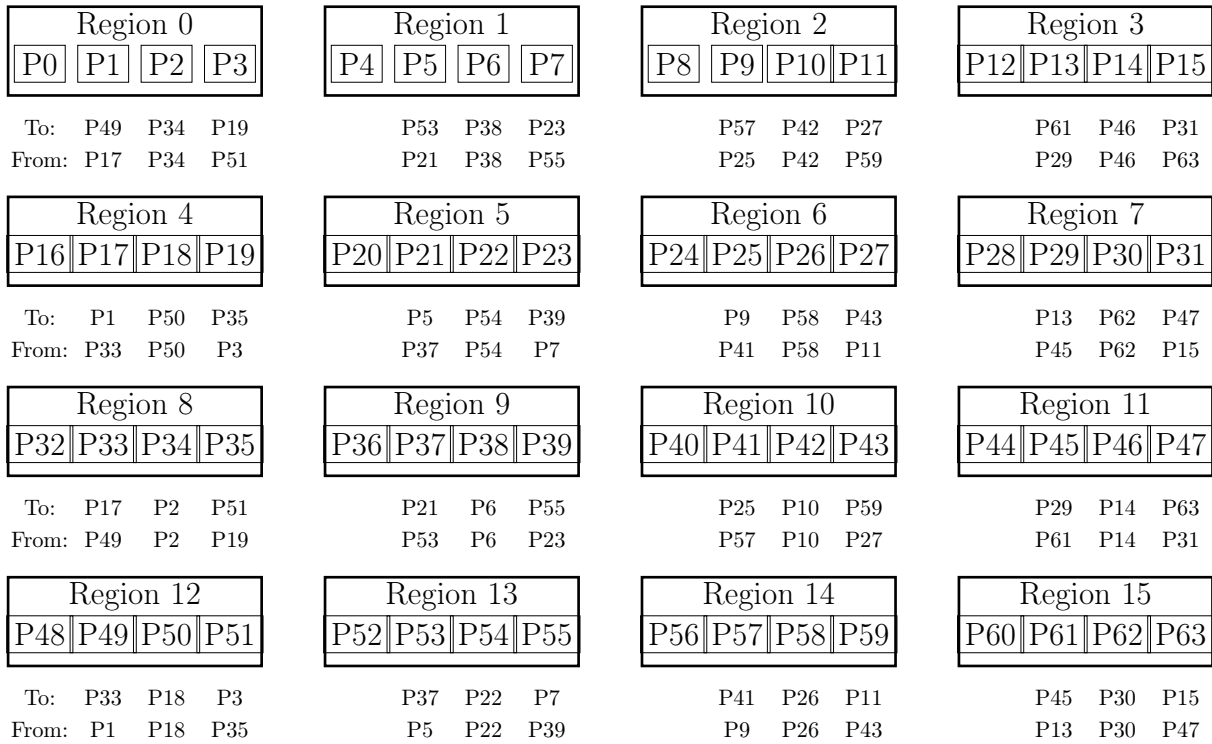 Region 0 Region 1 Region 2 Region 3
P0 P1 P2 P3 P4 P5 P6 P7 P8 P9 P10 P11 P12 P13 P14 P15
To: P49 P34 P19 P53 P38 P23 P57 P42 P27 P61 P46 P31
From: P17 P34 P51 P21 P38 P55 P25 P42 P59 P29 P46 P63
Region 4 Region 5 Region 6 Region 7
P16 P17 P18 P19 P20 P21 P22 P23 P24 P25 P26 P27 P28 P29 P30 P31
To: P1 P50 P35 P5 P54 P39 P9 P58 P43 P13 P62 P47
From: P33 P50 P3 P37 P54 P7 P41 P58 P11 P45 P62 P15
Region 8 Region 9 Region 10 Region 11
P32 P33 P34 P35 P36 P37 P38 P39 P40 P41 P42 P43 P44 P45 P46 P47
To: P17 P2 P51 P21 P6 P55 P25 P10 P59 P29 P14 P63
From: P49 P2 P19 P53 P6 P23 P57 P10 P27 P61 P14 P31
Region 12 Region 13 Region 14 Region 15
P48 P49 P50 P51 P52 P53 P54 P55 P56 P57 P58 P59 P60 P61 P62 P63
To: P33 P18 P3 P37 P22 P7 P41 P26 P11 P45 P30 P15
From: P1 P18 P35 P5 P22 P39 P9 P26 P43 P13 P30 P47